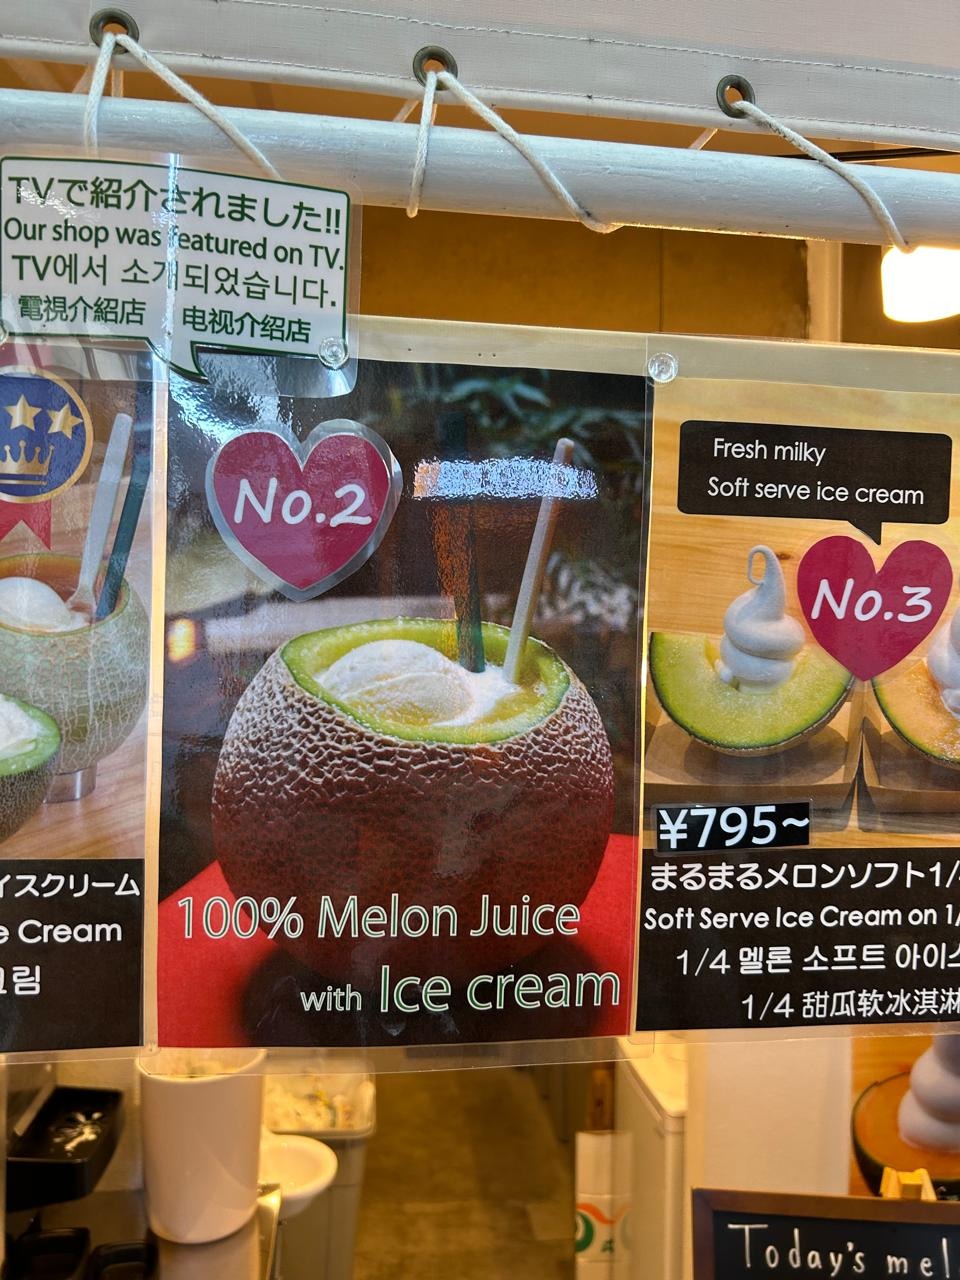 TVで紹介されました!!
Our shop was featured on TV.
TV에서 소개되었습니다.
電視介紹店 电视介绍店
No.2
100% Melon Juice
with Ice cream
イスクリーム
Cream
크림
Fresh milky
Soft serve ice cream
No.3
¥795~
まるまるメロンソフト1/
Soft Serve Ice Cream on 1/
1/4 멜론 소프트 아이스
1/4 甜瓜软冰淇淋
Today's mel